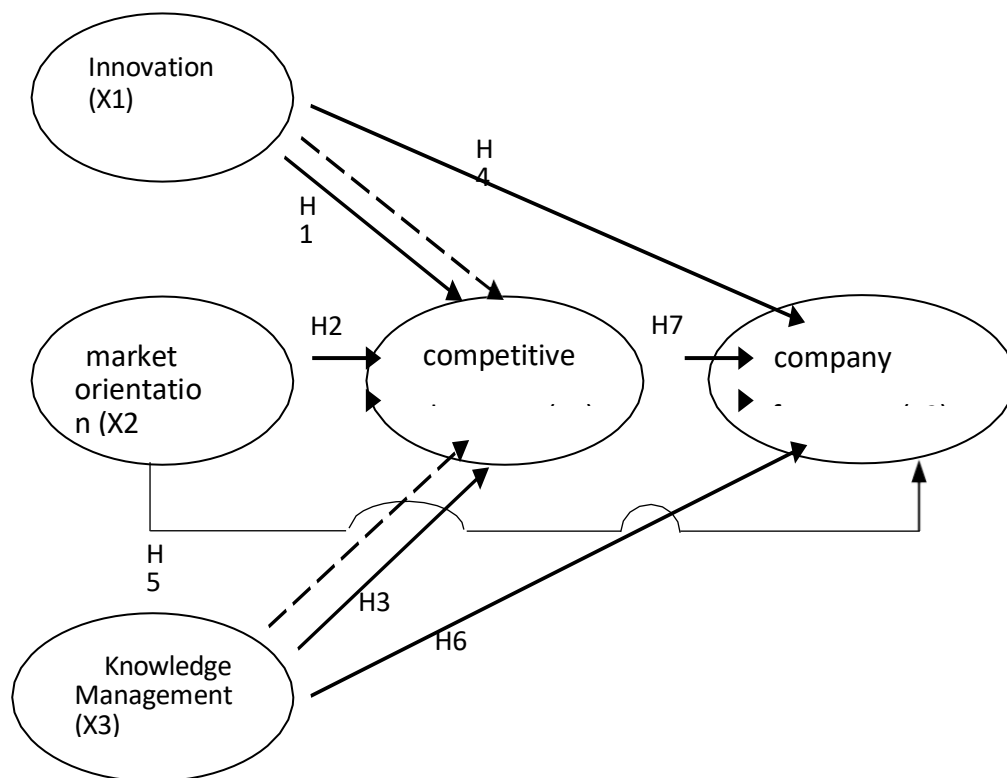 Innovation
(X1)
H
4
H
1
H2
H7
market
orientatio
n (X2
competitive
company
H
5
H3
H6
Knowledge
Management
(X3)